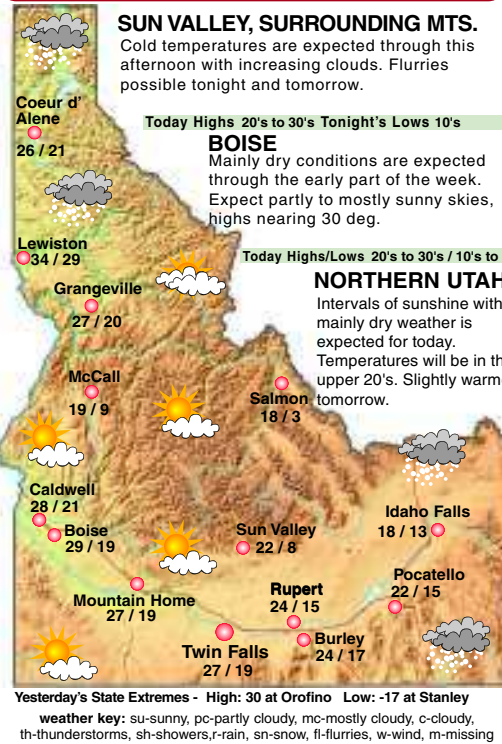 SUN VALLEY, SURROUNDING MTS.
Cold temperatures are expected through this
afternoon with increasing clouds. Flurries
possible tonight and tomorrow.
Coeur d'
Alene
26 / 21
Today Highs 20's to 30's Tonight's Lows 10's
BOISE
Mainly dry conditions are expected
through the early part of the week.
Expect partly to mostly sunny skies,
highs nearing 30 deg.
Lewiston
34 / 29
Today Highs/Lows 20's to 30's / 10's to
Grangeville
27 / 20
NORTHERN UTAH
Intervals of sunshine with
mainly dry weather is
expected for today.
Temperatures will be in th
upper 20's. Slightly warm
tomorrow.
McCall
19 / 9
Salmon
18 / 3
Caldwell
28 / 21
Boise
29 / 19
Sun Valley
22 / 8
Idaho Falls
18 / 13
Pocatello
22 / 15
Mountain Home
27 / 19
Rupert
24 / 15
Burley
24 / 17
Twin Falls
27 / 19
Yesterday's State Extremes - High: 30 at Orofino Low: -17 at Stanley
weather key: su-sunny, pc-partly cloudy, mc-mostly cloudy, c-cloudy,
th-thunderstorms, sh-showers,r-rain, sn-snow, fl-flurries, w-wind, m-missing